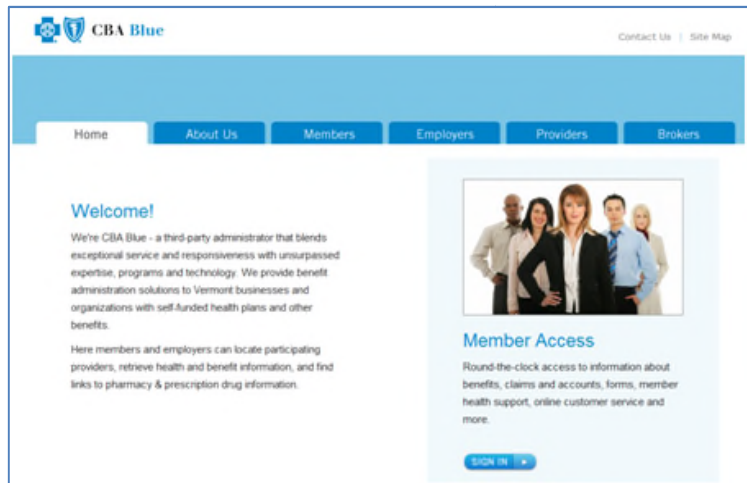 CBA Blue
Contact Us | Site Map
Home About Us Members Employers Providers Brokers
Welcome!
We're CBA Blue - a third-party administrator that blends
exceptional service and responsiveness with unsurpassed
expertise, programs and technology. We provide benefit
administration solutions to Vermont businesses and
organizations with self-funded health plans and other
benefits.
Here members and employers can locate participating
providers, retrieve health and benefit information, and find
links to pharmacy & prescription drug information.
Member Access
Round-the-clock access to information about
benefits, claims and accounts, forms, member
health support, online customer service and
more.
SIGN IN